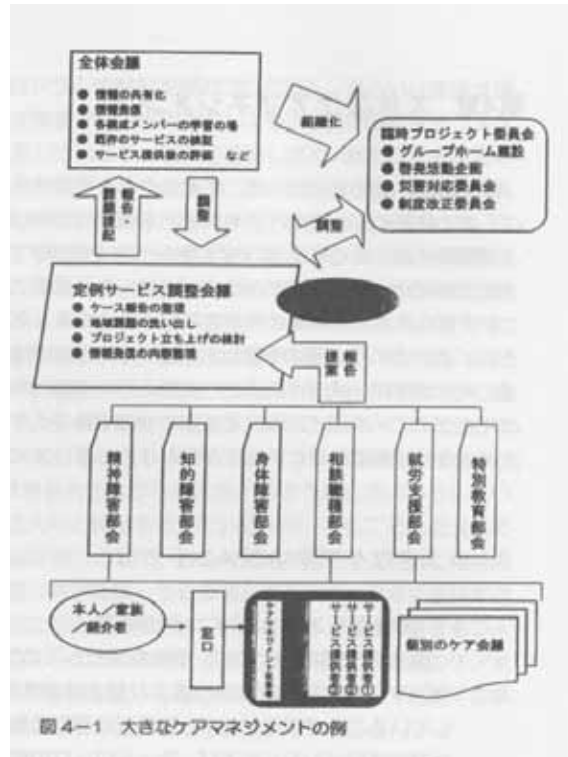 全体会議
● 情報の共有化
● 情報発信
● 各構成メンバーの学習の場
● 既存のサービスの検証
● サービス提供後の評価 など
組織化
臨時プロジェクト委員会
● グループホーム建設
● 啓発活動企画
● 災害対応委員会
● 制度改正委員会
報告・
課題提起
調整
調整
定例サービス調整会議
● ケース報告の整理
● 地域課題の洗い出し
● プロジェクト立ち上げの検討
● 情報発信の内容整理
報告
提案
精神障害部会
知的障害部会
身体障害部会
相談職種部会
就労支援部会
特別教育部会
本人/家族
/紹介者
窓口
ケアマネジメント従事者
サービス提供者③
サービス提供者②
サービス提供者①
個別のケア会議
図4-1 大きなケアマネジメントの例